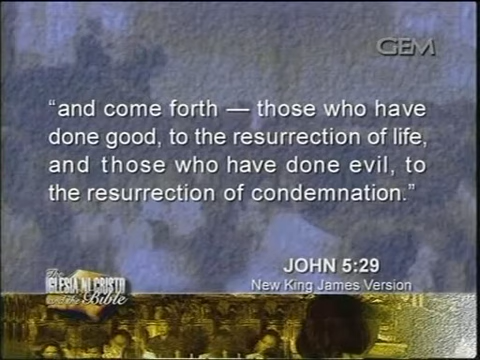 GEM
“and come forth — those who have
done good, to the resurrection of life,
and those who have done evil, to
the resurrection of condemnation.”
JOHN 5:29
New King James Version
The
IGLESIA NI CRISTO
and the Bible